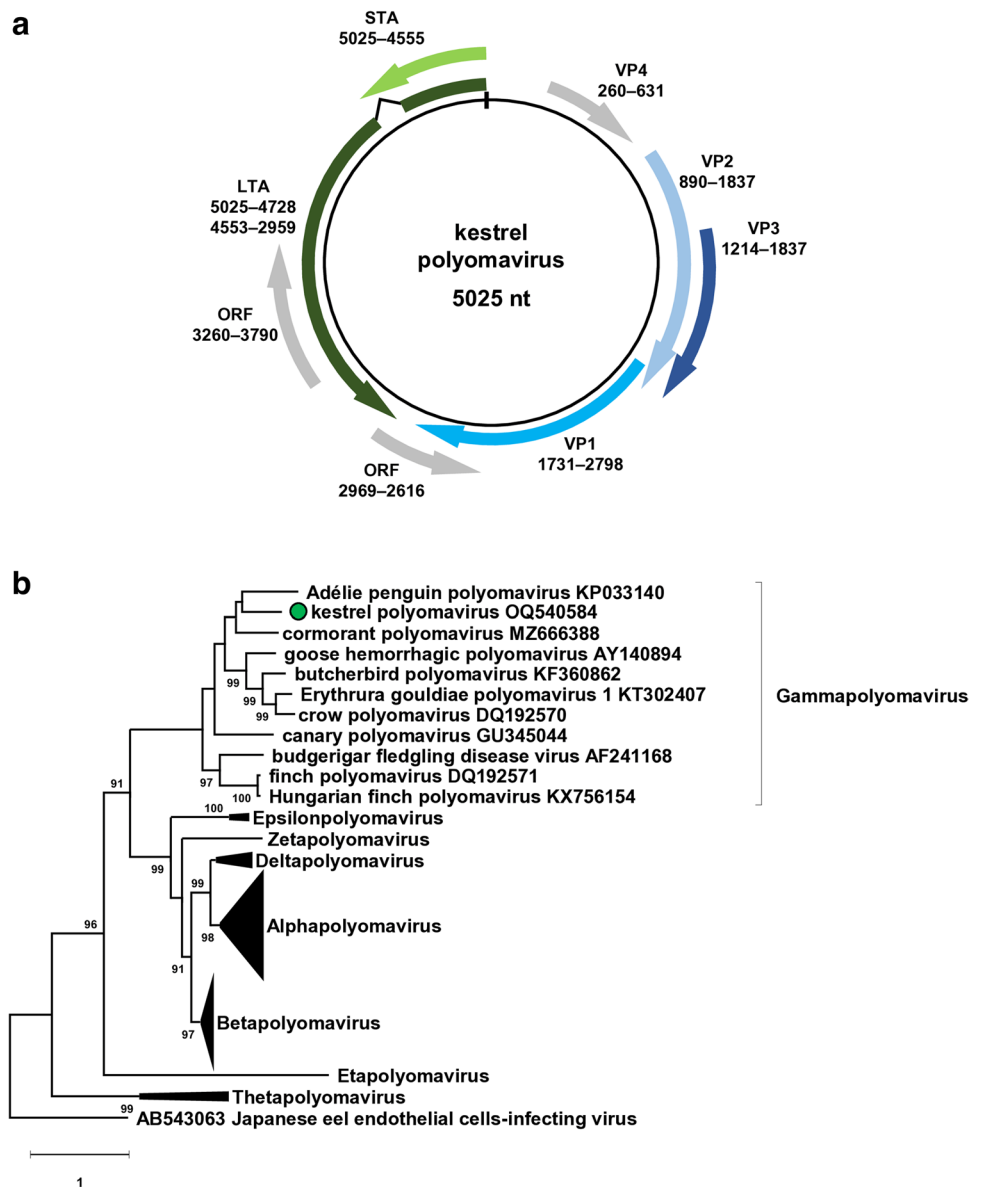 a
STA
5025–4555
VP4
260–631
VP2
890–1837
LTA
5025–4728
4553–2959
VP3
1214–1837
kestrel
polyomavirus
5025 nt
ORF
3260–3790
VP1
1731–2798
ORF
2969–2616
b
Adélie penguin polyomavirus KP033140
kestrel polyomavirus OQ540584
cormorant polyomavirus MZ666388
goose hemorrhagic polyomavirus AY140894
99
butcherbird polyomavirus KF360862
99
Erythrura gouldiae polyomavirus 1 KT302407
Gammapolyomavirus
99
crow polyomavirus DQ192570
canary polyomavirus GU345044
budgerigar fledgling disease virus AF241168
97
finch polyomavirus DQ192571
91
100
Hungarian finch polyomavirus KX756154
100
Epsilonpolyomavirus
Zetapolyomavirus
99
Deltapolyomavirus
99
Alphapolyomavirus
96
98
91
Betapolyomavirus
97
Etapolyomavirus
Thetapolyomavirus
99
AB543063 Japanese eel endothelial cells-infecting virus
1